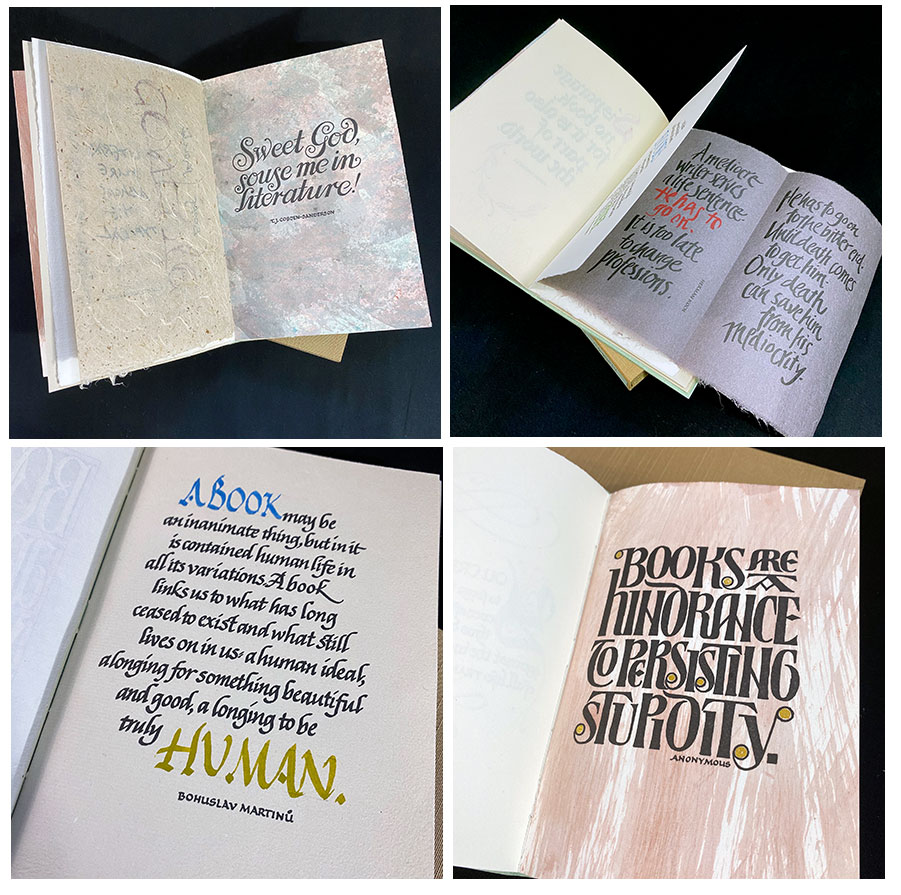 Sweet God,
souse me in
literature!
T.J. COBDEN-SANDERSON
A mediocre
writer serves
a life sentence
He has to
go on.
It is too late
to change
professions.
He has to go on
to the bitter end.
Until death comes
to get him.
Only death
can save him
from his
mediocrity.
A BOOK may be
an inanimate thing, but in it
is contained human life in
all its variations. A book
links us to what has long
ceased to exist and what still
lives on in us: a human ideal,
a longing for something beautiful
and good, a longing to be
truly HUMAN.
BOHUSLAV MARTINŮ
BOOKS ARE
A
HINDRANCE
TO PERSISTING
STUPIDITY.
ANONYMOUS